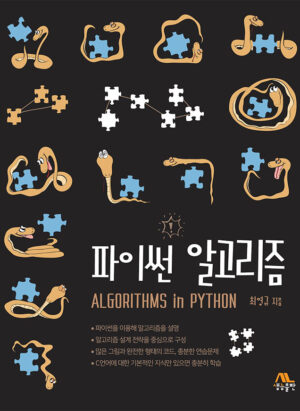 파이썬 알고리즘
ALGORITHMS in PYTHON 최영규 지음
• 파이썬을 이용해 알고리즘을 설명
• 알고리즘 설계 전략을 중심으로 구성
• 많은 그림과 완전한 형태의 코드, 충분한 연습문제
• C언어에 대한 기본적인 지식만 있으면 충분히 학습
생능출판